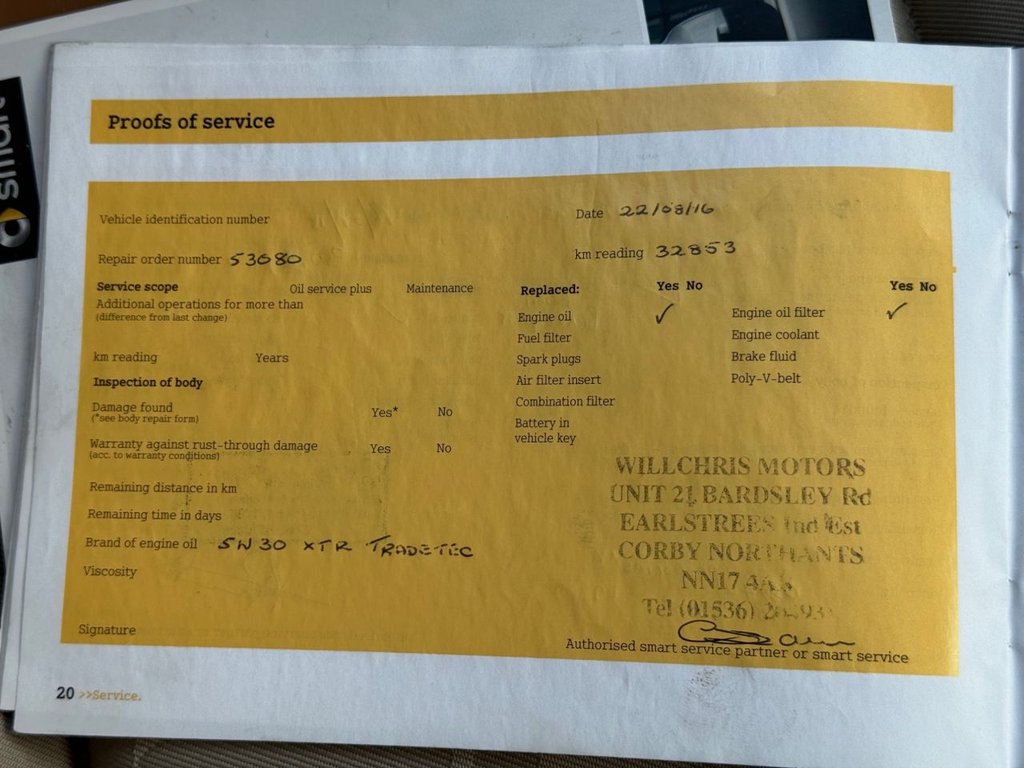 smart
Proofs of service
Vehicle identification number
Date 22/08/16
Repair order number 53680
km reading 32853
Service scope Oil service plus Maintenance
Additional operations for more than
(difference from last change)
km reading Years
Inspection of body
Damage found Yes* No
(*see body repair form)
Warranty against rust-through damage Yes No
(acc. to warranty conditions)
Remaining distance in km
Remaining time in days
Brand of engine oil 5W30 XTR TRADETEC
Viscosity
Signature
Replaced: Yes No Yes No
Engine oil ✓ Engine oil filter ✓
Fuel filter Engine coolant
Spark plugs Brake fluid
Air filter insert Poly-V-belt
Combination filter
Battery in
vehicle key
WILLCHRIS MOTORS
UNIT 21, BARDSLEY Rd
EARLSTREES Ind Est
CORBY NORTHANTS
NN17
Tel (01536)
Authorised smart service partner or smart service
20 >>Service.